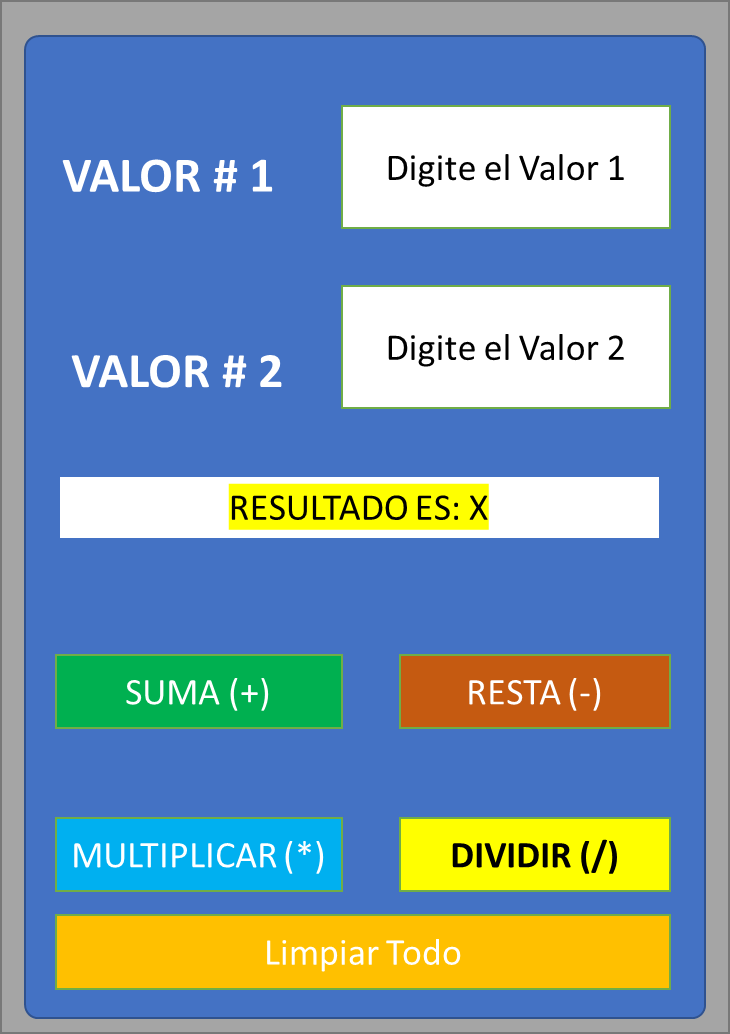 VALOR # 1
Digite el Valor 1
VALOR # 2
Digite el Valor 2
RESULTADO ES: X
SUMA (+)
RESTA (-)
MULTIPLICAR (*)
DIVIDIR (/)
Limpiar Todo